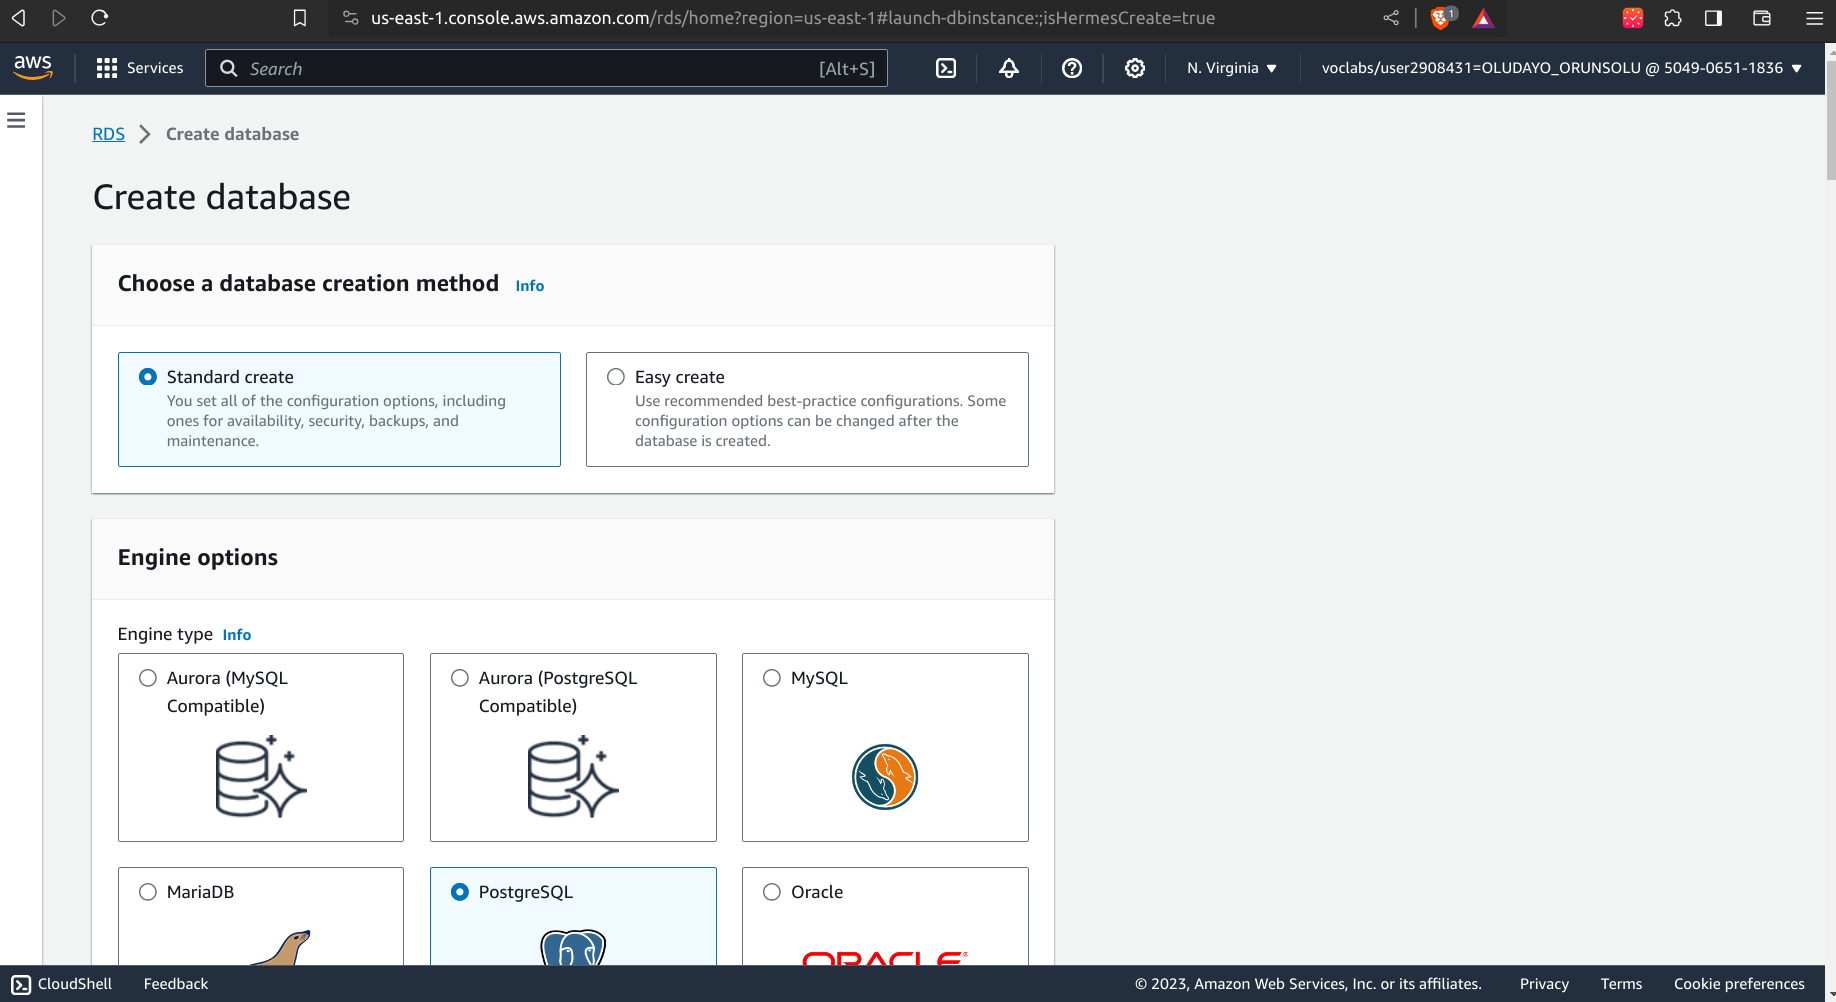 us-east-1.console.aws.amazon.com/rds/home?region=us-east-1#launch-dbinstance:;isHermesCreate=true
1
aws
Services
Search
[Alt+S]
N. Virginia
voclabs/user2908431=OLUDAYO_ORUNSOLU @ 5049-0651-1836
RDS
Create database
Create database
Choose a database creation method Info
Standard create
You set all of the configuration options, including
ones for availability, security, backups, and
maintenance.
Easy create
Use recommended best-practice configurations. Some
configuration options can be changed after the
database is created.
Engine options
Engine type Info
Aurora (MySQL
Compatible)
Aurora (PostgreSQL
Compatible)
MySQL
MariaDB
PostgreSQL
Oracle
ORACLE
CloudShell
Feedback
© 2023, Amazon Web Services, Inc. or its affiliates.
Privacy
Terms
Cookie preferences